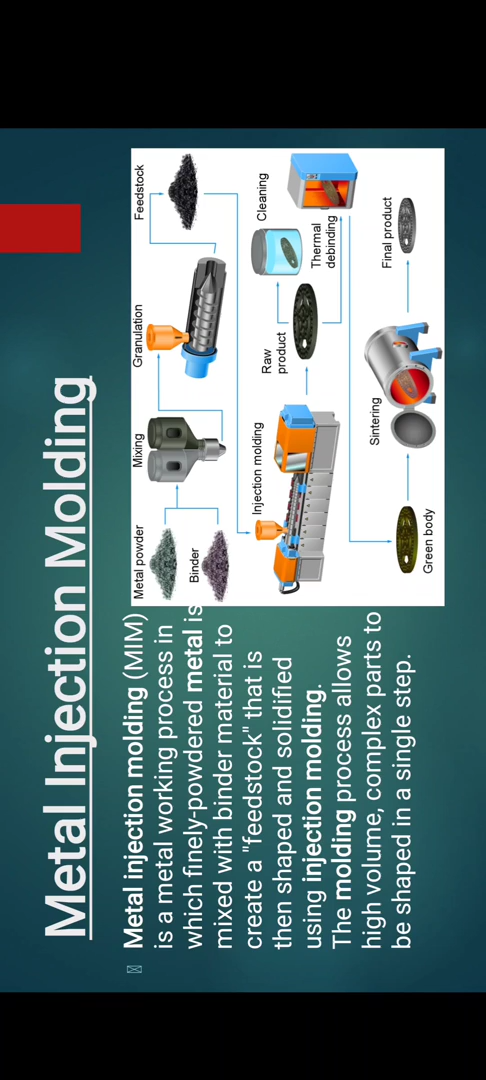 Metal Injection Molding
Metal injection molding (MIM)
is a metal working process in
which finely-powdered metal is
mixed with binder material to
create a "feedstock" that is
then shaped and solidified
using injection molding.
The molding process allows
high volume, complex parts to
be shaped in a single step.
Metal powder
Binder
Mixing
Granulation
Feedstock
Injection molding
Raw
product
Cleaning
Thermal
debinding
Green body
Sintering
Final product